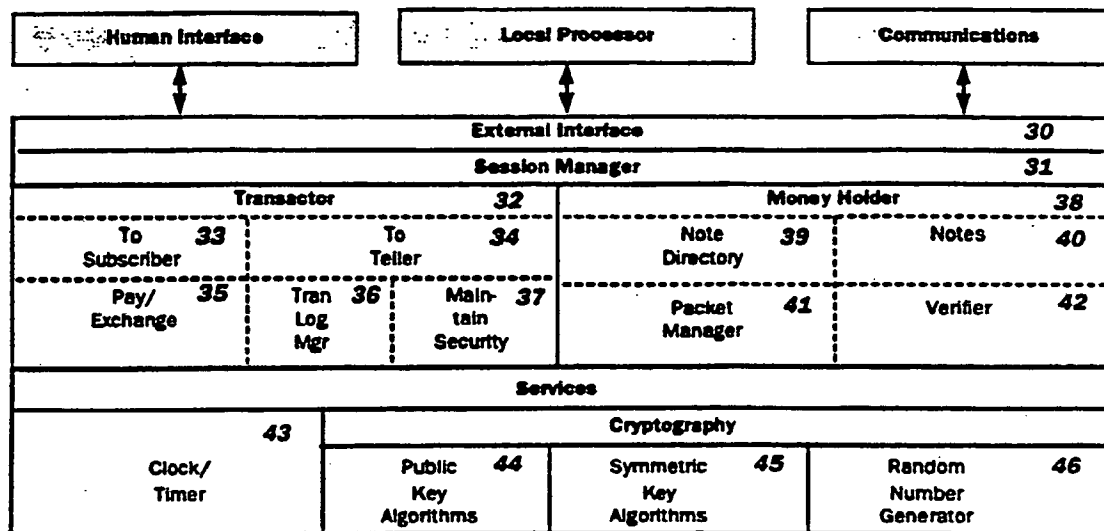 Human Interface
Local Processor
Communications
External Interface 30
Session Manager 31
Transactor 32
Money Holder 38
To Subscriber 33
To Teller 34
Note Directory 39
Notes 40
Pay/ Exchange 35
Tran Log Mgr 36
Main- tain Security 37
Packet Manager 41
Verifier 42
Services
43
Clock/ Timer
Cryptography
Public Key Algorithms 44
Symmetric Key Algorithms 45
Random Number Generator 46